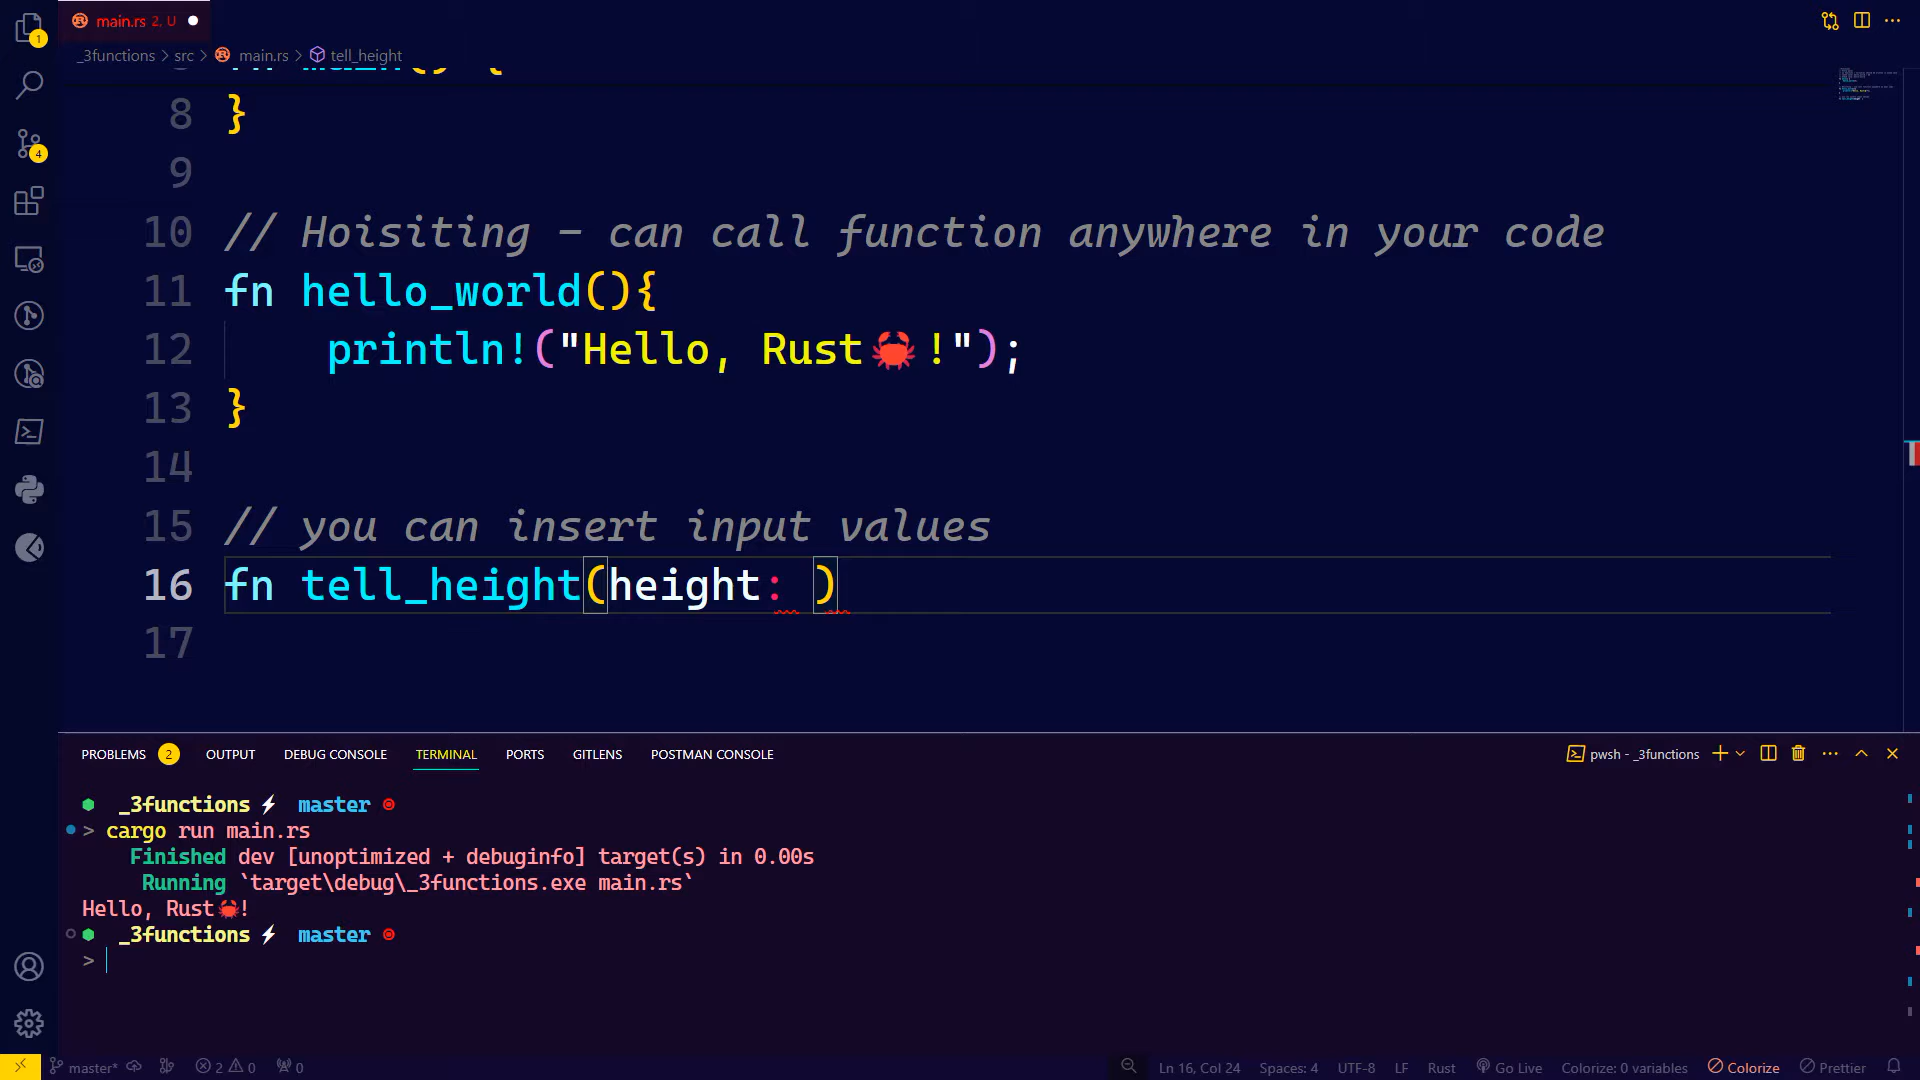 1
main.rs 2, U
_3functions > src > main.rs > tell_height
8 }
9
10 // Hoisiting – can call function anywhere in your code
11 fn hello_world(){
12 println!("Hello, Rust🦀!");
13 }
14
15 // you can insert input values
16 fn tell_height(height: )
17
4
PROBLEMS 2 OUTPUT DEBUG CONSOLE TERMINAL PORTS GITLENS POSTMAN CONSOLE pwsh - _3functions
_3functions ⚡ master
> cargo run main.rs
Finished dev [unoptimized + debuginfo] target(s) in 0.00s
Running `target\debug\_3functions.exe main.rs`
Hello, Rust🦀!
_3functions ⚡ master
>
master* 2 0 0 Ln 16, Col 24 Spaces: 4 UTF-8 LF Rust Go Live Colorize: 0 variables Colorize Prettier